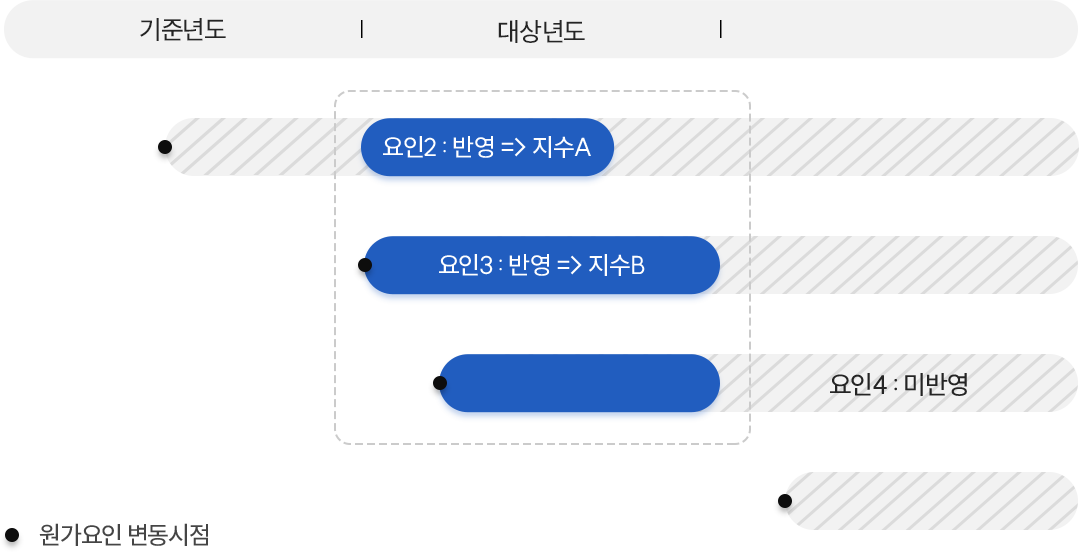 기준년도
대상년도
요인2 : 반영 => 지수A
요인3 : 반영 => 지수B
요인4 : 미반영
원가요인 변동시점